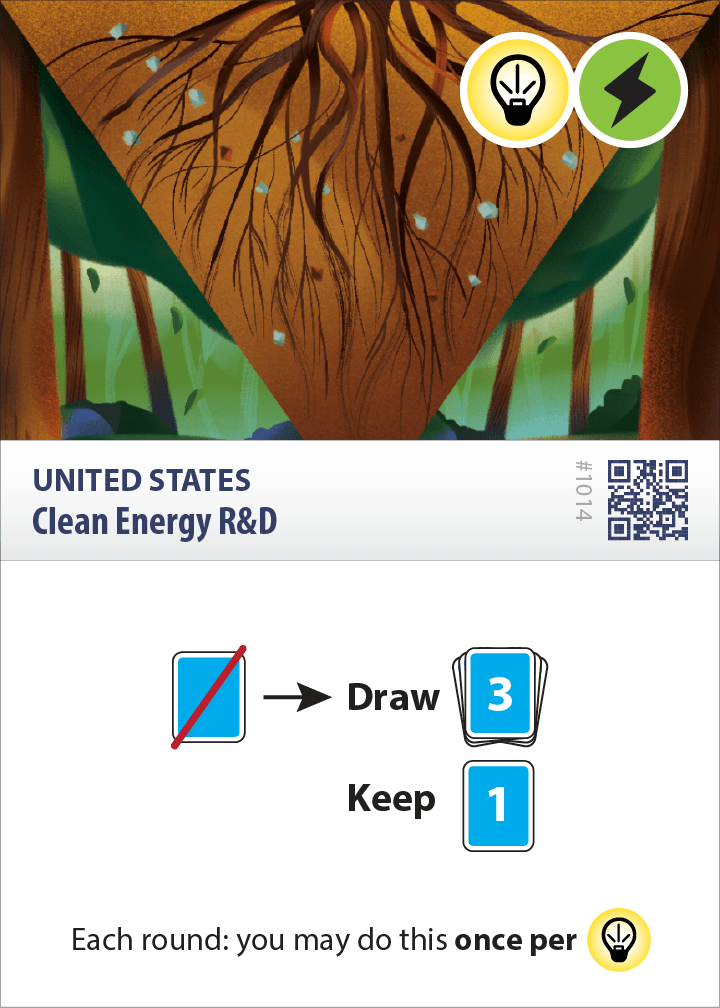 UNITED STATES
Clean Energy R&D
#1014
Draw 3
Keep 1
Each round: you may do this once per